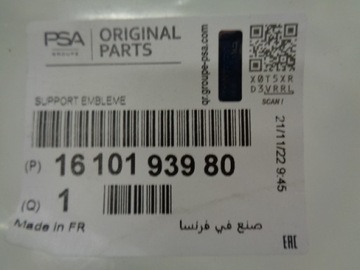 PSA
GROUPE
ORIGINAL
PARTS
SUPPORT EMBLEME
(P) 16 101 939 80
(Q) 1
Made in FR
صنع في فرنسا
groupe-psa.com
X0T5XR
D3VRRL
SCAN!
21/11/22 9:45
EAC